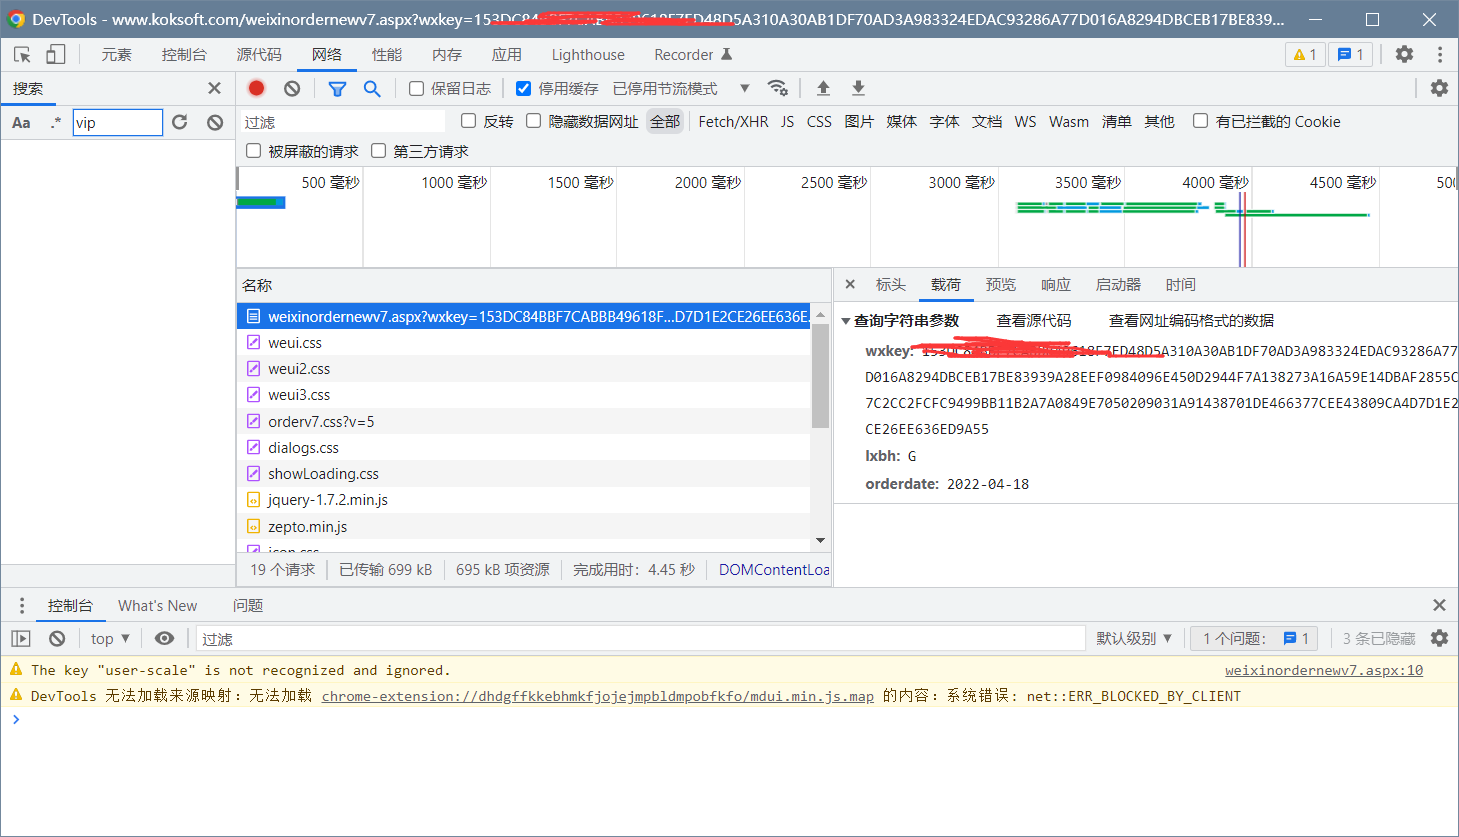 DevTools - www.koksoft.com/weixinordernewv7.aspx?wxkey=153DC84 D5A310A30AB1DF70AD3A983324EDAC93286A77D016A8294DBCEB17BE839...
元素 控制台 源代码 网络 性能 内存 应用 Lighthouse Recorder 1 1
搜索
保留日志 停用缓存 已停用节流模式
Aa .* vip
过滤 反转 隐藏数据网址 全部 Fetch/XHR JS CSS 图片 媒体 字体 文档 WS Wasm 清单 其他 有已拦截的 Cookie
被屏蔽的请求 第三方请求
500 毫秒 1000 毫秒 1500 毫秒 2000 毫秒 2500 毫秒 3000 毫秒 3500 毫秒 4000 毫秒 4500 毫秒 500
名称
weixinordernewv7.aspx?wxkey=153DC84BBF7CABBB49618F...D7D1E2CE26EE636E...
weui.css
weui2.css
weui3.css
orderv7.css?v=5
dialogs.css
showLoading.css
jquery-1.7.2.min.js
zepto.min.js
icon.css
19 个请求 已传输 699 kB 695 kB 项资源 完成用时：4.45 秒 DOMContentLoa
标头 载荷 预览 响应 启动器 时间
查询字符串参数 查看源代码 查看网址编码格式的数据
wxkey: A310A30AB1DF70AD3A983324EDAC93286A77
D016A8294DBCEB17BE83939A28EEF0984096E450D2944F7A138273A16A59E14DBAF2855C
7C2CC2FCFC9499BB11B2A7A0849E7050209031A91438701DE466377CEE43809CA4D7D1E2
CE26EE636ED9A55
lxbh: G
orderdate: 2022-04-18
控制台 What's New 问题
top 过滤 默认级别 1 个问题： 1 3 条已隐藏
The key "user-scale" is not recognized and ignored. weixinordernewv7.aspx:10
DevTools 无法加载来源映射：无法加载 chrome-extension://dhdgffkkebhmkfjojejmpbldmpobfkfo/mdui.min.js.map 的内容：系统错误：net::ERR_BLOCKED_BY_CLIENT